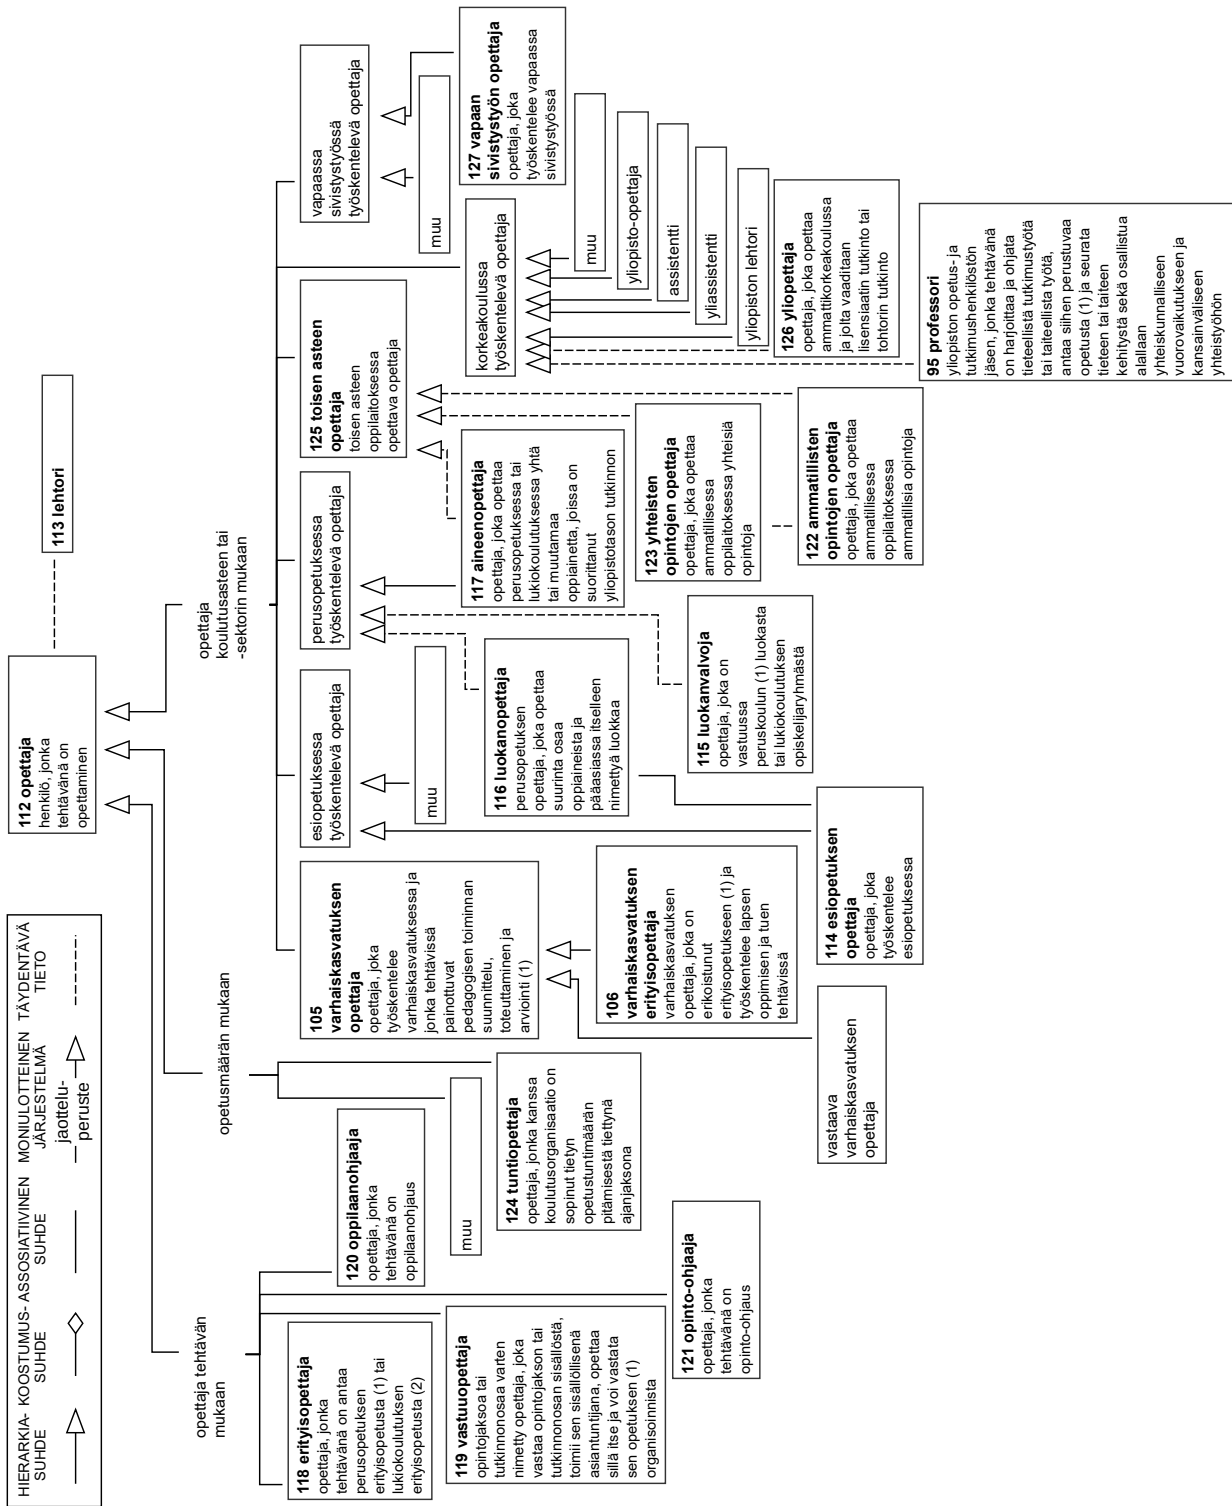 HIERARKIA-
SUHDE
KOOSTUMUS-
SUHDE
ASSOSIATIIVINEN
SUHDE
MONIULOTTEINEN
JÄRJESTELMÄ
jaottelu-
peruste
TÄYDENTÄVÄ
TIETO
112 opettaja
henkilö, jonka
tehtävänä on
opettaminen
113 lehtori
opettaja tehtävän
mukaan
opetusmäärän mukaan
opettaja
koulutusasteen tai
-sektorin mukaan
118 erityisopettaja
opettaja, jonka
tehtävänä on antaa
perusopetuksen
erityisopetusta (1) tai
lukiokoulutuksen
erityisopetusta (2)
119 vastuuopettaja
opintojaksoa tai
tutkinnonosaa varten
nimetty opettaja, joka
vastaa opintojakson tai
tutkinnonosan sisällöstä,
toimii sen sisällöllisenä
asiantuntijana, opettaa
sillä itse ja voi vastata
sen opetuksen (1)
organisoinnista
120 oppilaanohjaaja
opettaja, jonka
tehtävänä on
oppilaanohjaus
121 opinto-ohjaaja
opettaja, jonka
tehtävänä on
opinto-ohjaus
muu
124 tuntiopettaja
opettaja, jonka kanssa
koulutusorganisaatio on
sopinut tietyn
opetustuntimäärän
pitämisestä tiettynä
ajanjaksona
105
varhaiskasvatuksen
opettaja
opettaja, joka
työskentelee
varhaiskasvatuksessa ja
jonka tehtävissä
painottuvat
pedagogisen toiminnan
suunnittelu,
toteuttaminen ja
arviointi (1)
106
varhaiskasvatuksen
erityisopettaja
varhaiskasvatuksen
opettaja, joka on
erikoistunut
erityisopetukseen (1) ja
työskentelee lapsen
oppimisen ja tuen
tehtävissä
vastaava
varhaiskasvatuksen
opettaja
esiopetuksessa
työskentelevä opettaja
muu
114 esiopetuksen
opettaja
opettaja, joka
työskentelee
esiopetuksessa
perusopetuksessa
työskentelevä opettaja
116 luokanopettaja
perusopetuksen
opettaja, joka opettaa
suurinta osaa
oppiaineista ja
pääasiassa itselleen
nimettyä luokkaa
115 luokanvalvoja
opettaja, joka on
vastuussa
peruskoulun (1) luokasta
tai lukiokoulutuksen
opiskelijaryhmästä
117 aineenopettaja
opettaja, joka opettaa
perusopetuksessa tai
lukiokoulutuksessa yhtä
tai muutamaa
oppiainetta, joissa on
suorittanut
yliopistotason tutkinnon
125 toisen asteen
opettaja
toisen asteen
oppilaitoksessa
opettava opettaja
123 yhteisten
opintojen opettaja
opettaja, joka opettaa
ammatillisessa
oppilaitoksessa yhteisiä
opintoja
122 ammatillisten
opintojen opettaja
opettaja, joka opettaa
ammatillisessa
oppilaitoksessa
ammatillisia opintoja
korkeakoulussa
työskentelevä opettaja
muu
yliopisto-opettaja
assistentti
yliassistentti
yliopiston lehtori
126 yliopettaja
opettaja, joka opettaa
ammattikorkeakoulussa
ja jolta vaaditaan
lisensiaatin tutkinto tai
tohtorin tutkinto
95 professori
yliopiston opetus- ja
tutkimushenkilöstön
jäsen, jonka tehtävänä
on harjoittaa ja ohjata
tieteellistä tutkimustyötä
tai taiteellista työtä,
antaa siihen perustuvaa
opetusta (1) ja seurata
tieteen tai taiteen
kehitystä sekä osallistua
alallaan
yhteiskunnalliseen
vuorovaikutukseen ja
kansainväliseen
yhteistyöhön
vapaassa
sivistystyössä
työskentelevä opettaja
muu
127 vapaan
sivistystyön opettaja
opettaja, joka
työskentelee vapaassa
sivistystyössä